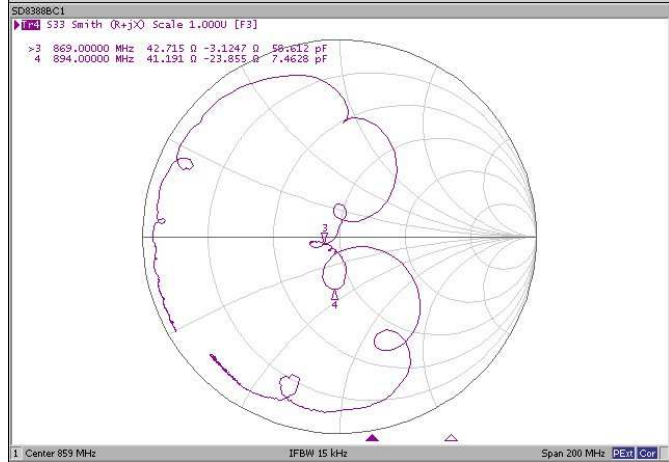 SD8388BC1
Tr4 S33 Smith (R+jX) Scale 1.000U [F3]
>3 869.00000 MHz 42.715 Ω -3.1247 Ω 58.612 pF
4 894.00000 MHz 41.191 Ω -23.855 Ω 7.4628 pF
3
4
1 Center 859 MHz IFBW 15 kHz Span 200 MHz PExt Cor